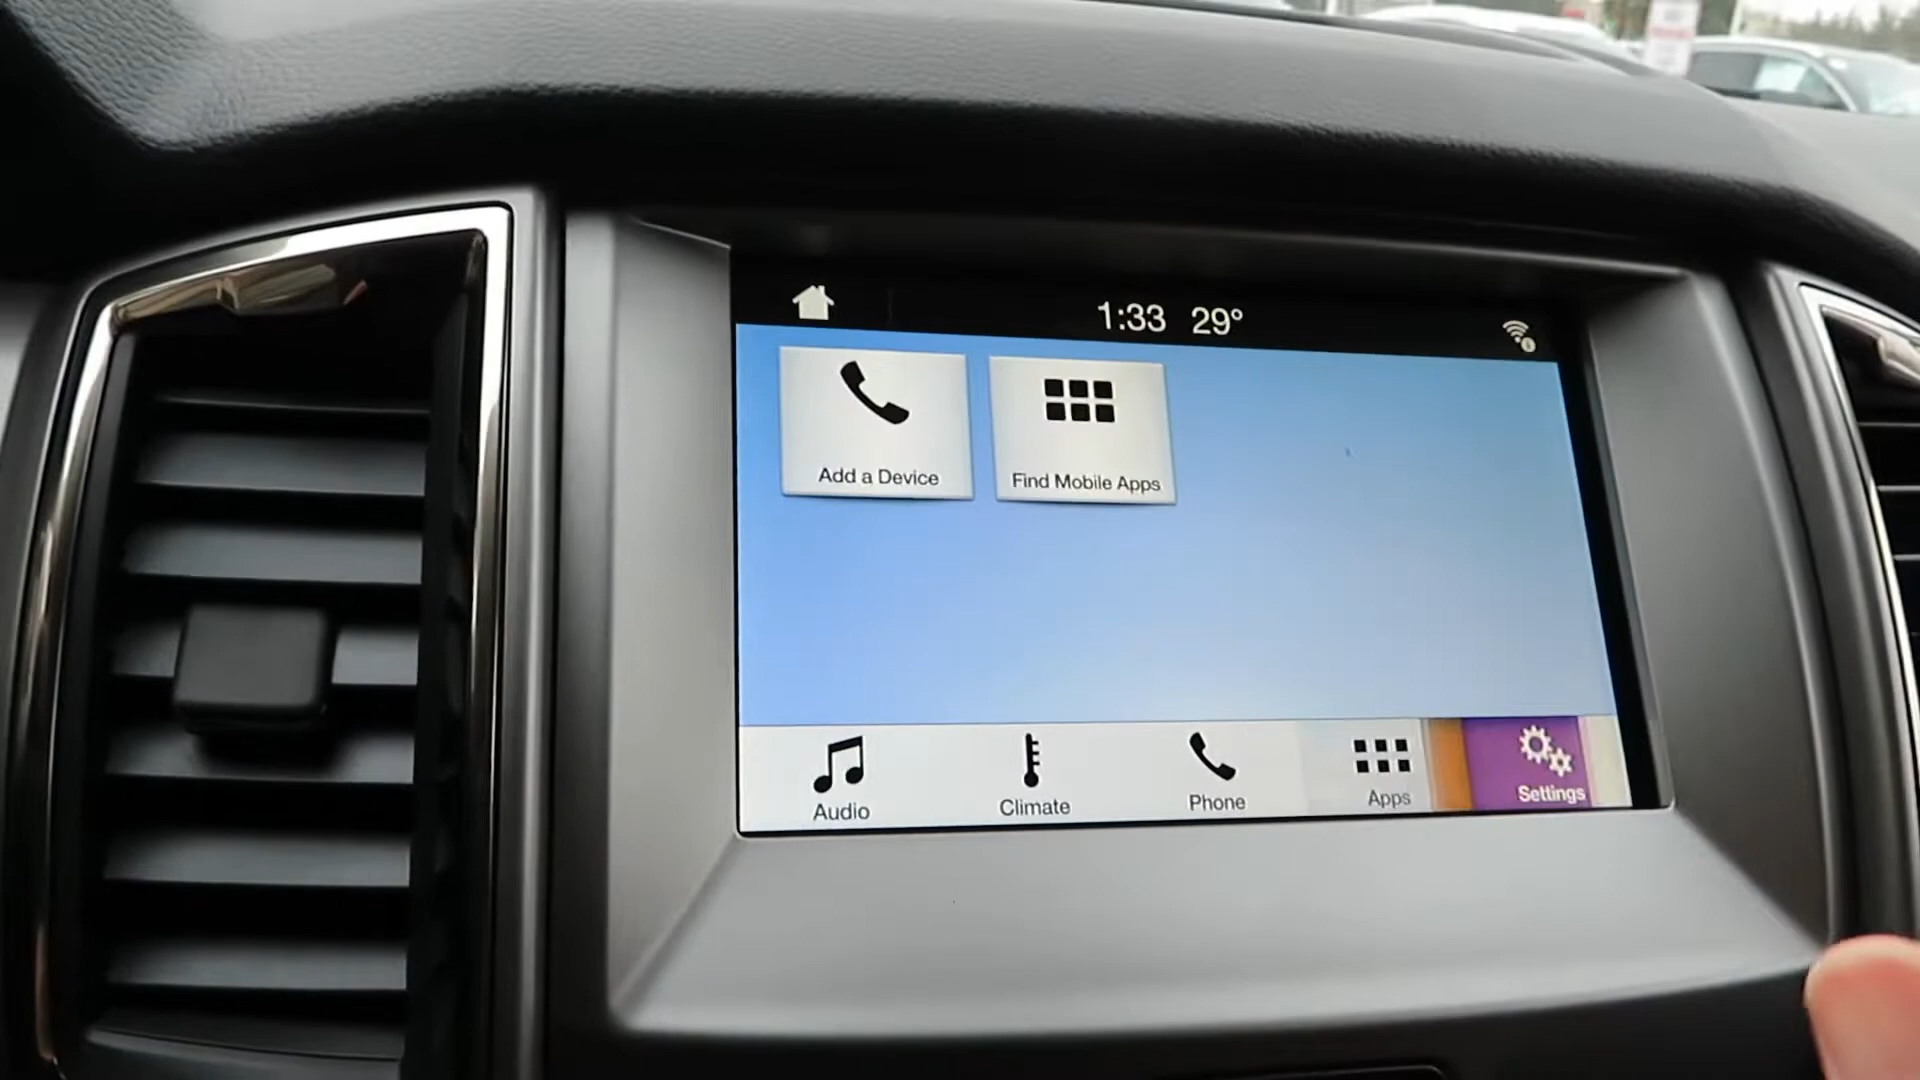 1:33 29°
Add a Device
Find Mobile Apps
Audio
Climate
Phone
Apps
Settings